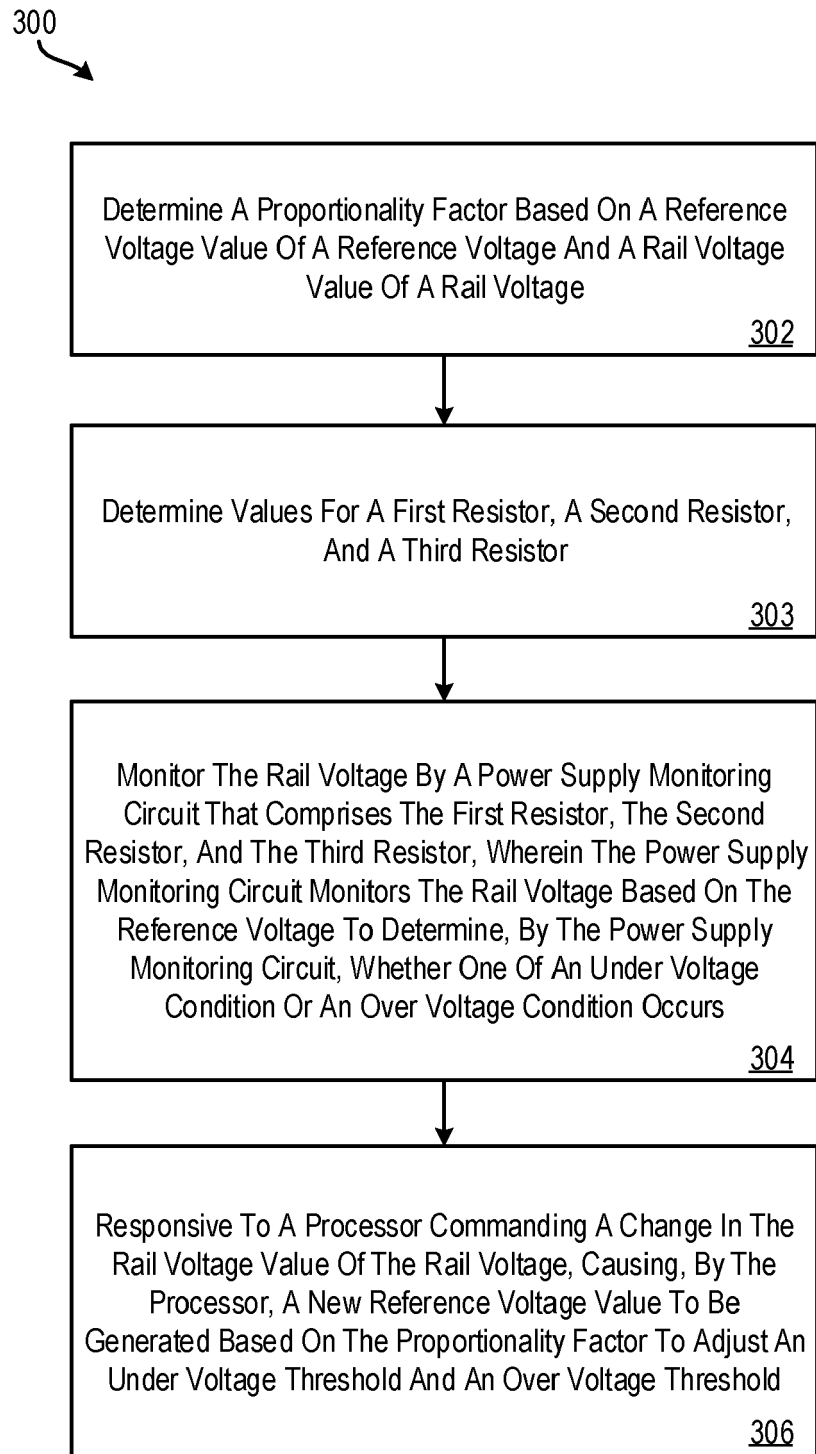 300
Determine A Proportionality Factor Based On A Reference
Voltage Value Of A Reference Voltage And A Rail Voltage
Value Of A Rail Voltage
302
Determine Values For A First Resistor, A Second Resistor,
And A Third Resistor
303
Monitor The Rail Voltage By A Power Supply Monitoring
Circuit That Comprises The First Resistor, The Second
Resistor, And The Third Resistor, Wherein The Power Supply
Monitoring Circuit Monitors The Rail Voltage Based On The
Reference Voltage To Determine, By The Power Supply
Monitoring Circuit, Whether One Of An Under Voltage
Condition Or An Over Voltage Condition Occurs
304
Responsive To A Processor Commanding A Change In The
Rail Voltage Value Of The Rail Voltage, Causing, By The
Processor, A New Reference Voltage Value To Be
Generated Based On The Proportionality Factor To Adjust An
Under Voltage Threshold And An Over Voltage Threshold
306